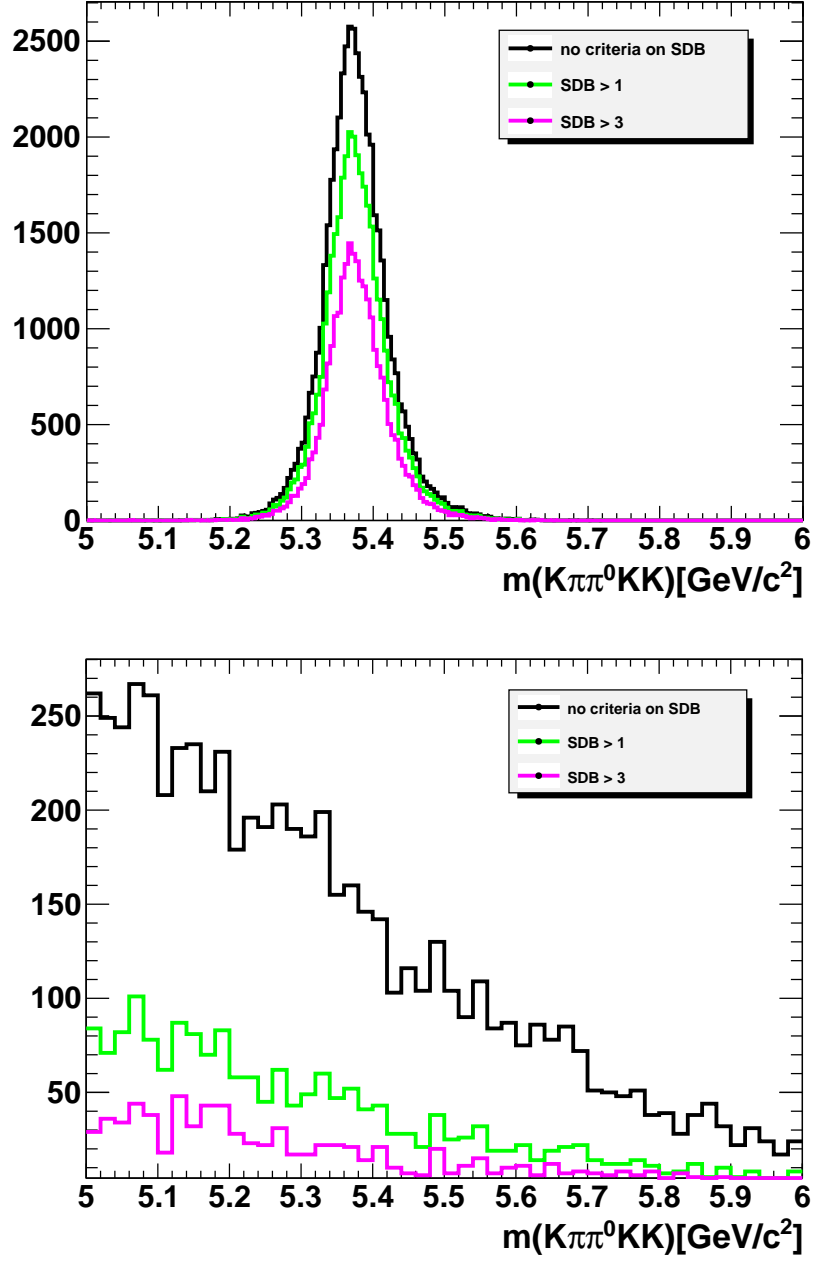 2500
2000
1500
1000
500
0
no criteria on SDB
SDB > 1
SDB > 3
5 5.1 5.2 5.3 5.4 5.5 5.6 5.7 5.8 5.9 6
m(Kππ⁰KK)[GeV/c²]
250
200
150
100
50
no criteria on SDB
SDB > 1
SDB > 3
5 5.1 5.2 5.3 5.4 5.5 5.6 5.7 5.8 5.9 6
m(Kππ⁰KK)[GeV/c²]